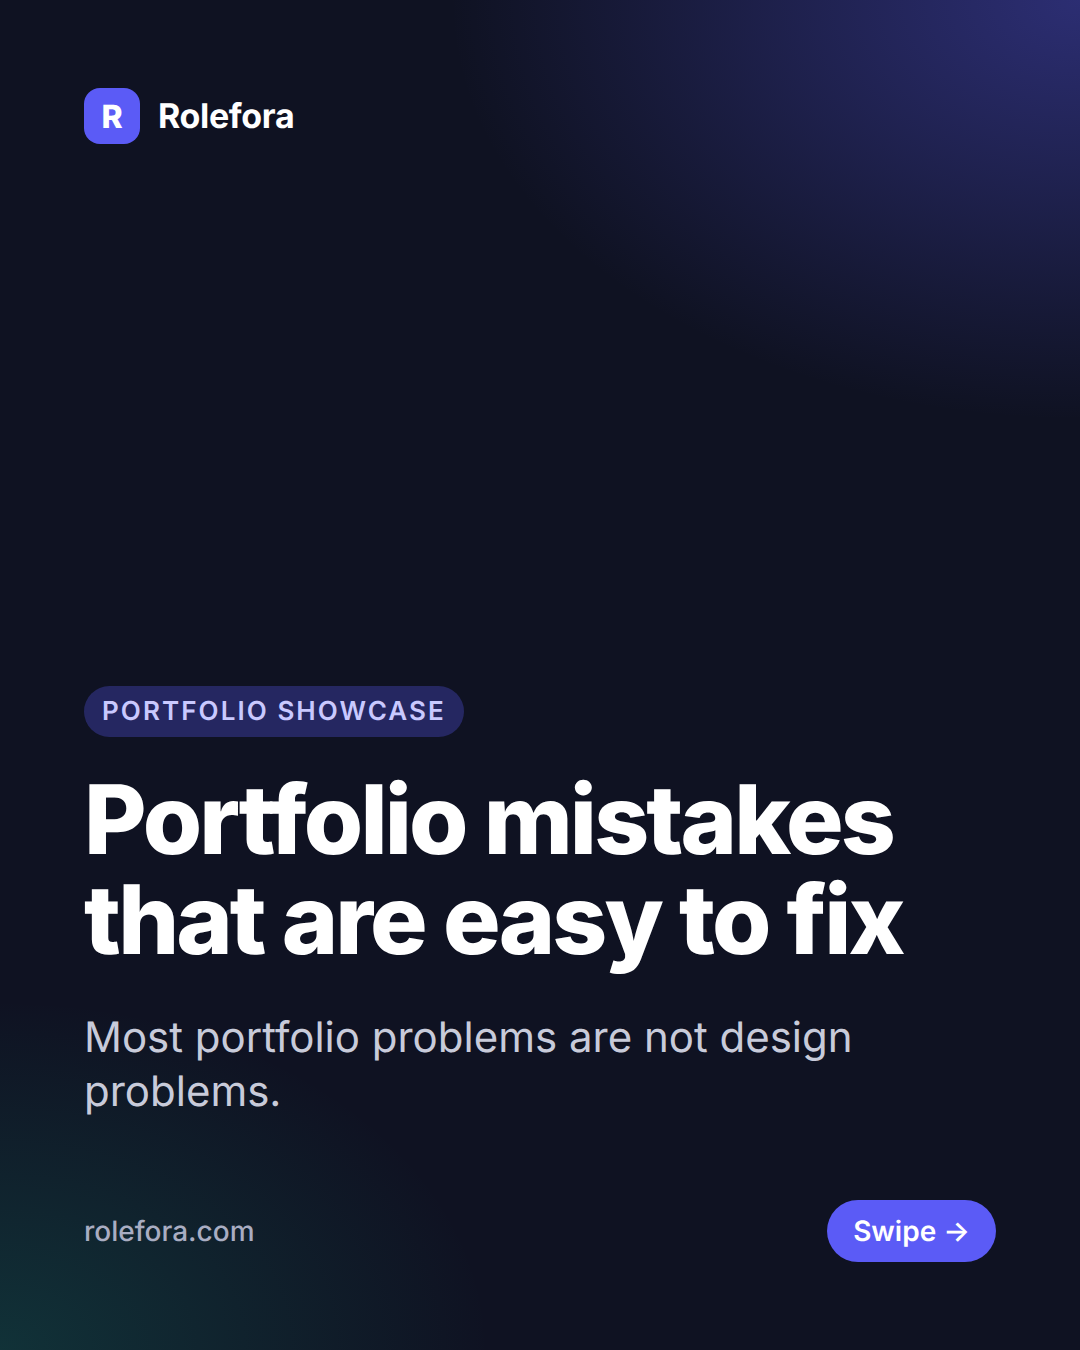 R Rolefora
PORTFOLIO SHOWCASE
Portfolio mistakes
that are easy to fix
Most portfolio problems are not design
problems.
rolefora.com
Swipe →